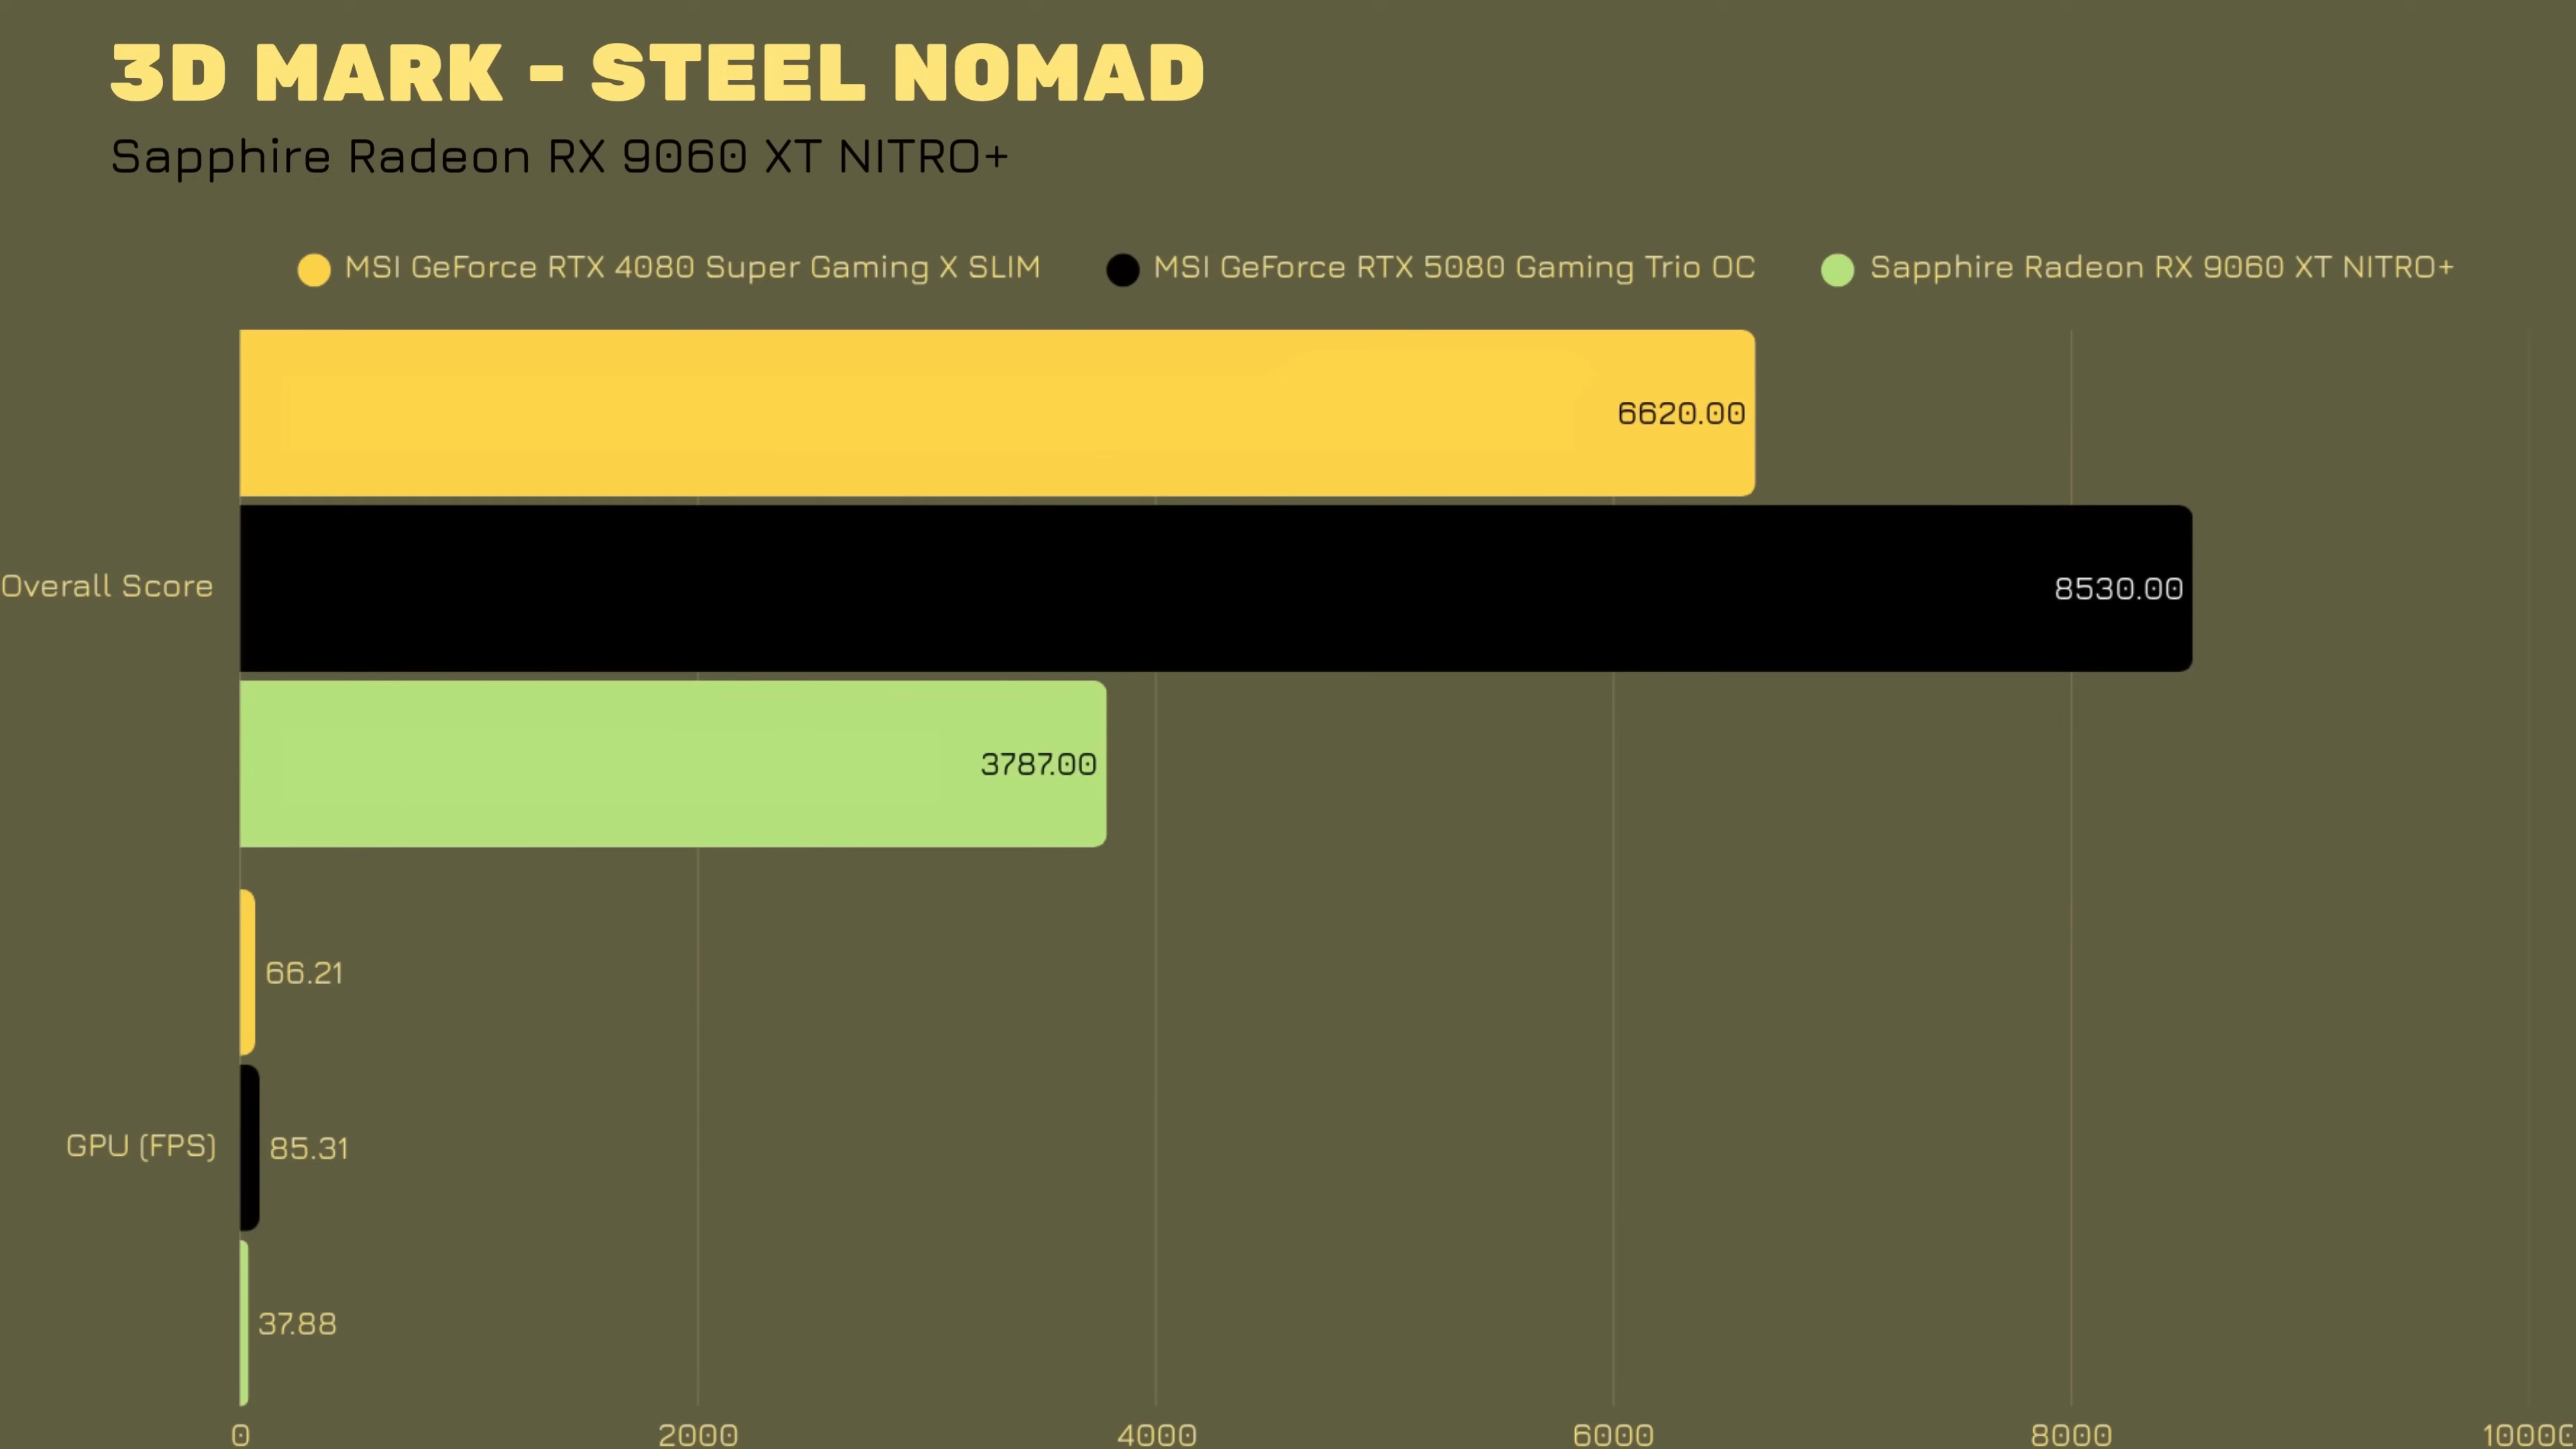 3D MARK - STEEL NOMAD
Sapphire Radeon RX 9060 XT NITRO+
MSI GeForce RTX 4080 Super Gaming X SLIM
MSI GeForce RTX 5080 Gaming Trio OC
Sapphire Radeon RX 9060 XT NITRO+
6620.00
Overall Score
8530.00
3787.00
66.21
GPU (FPS)
85.31
37.88
0 2000 4000 6000 8000 10000